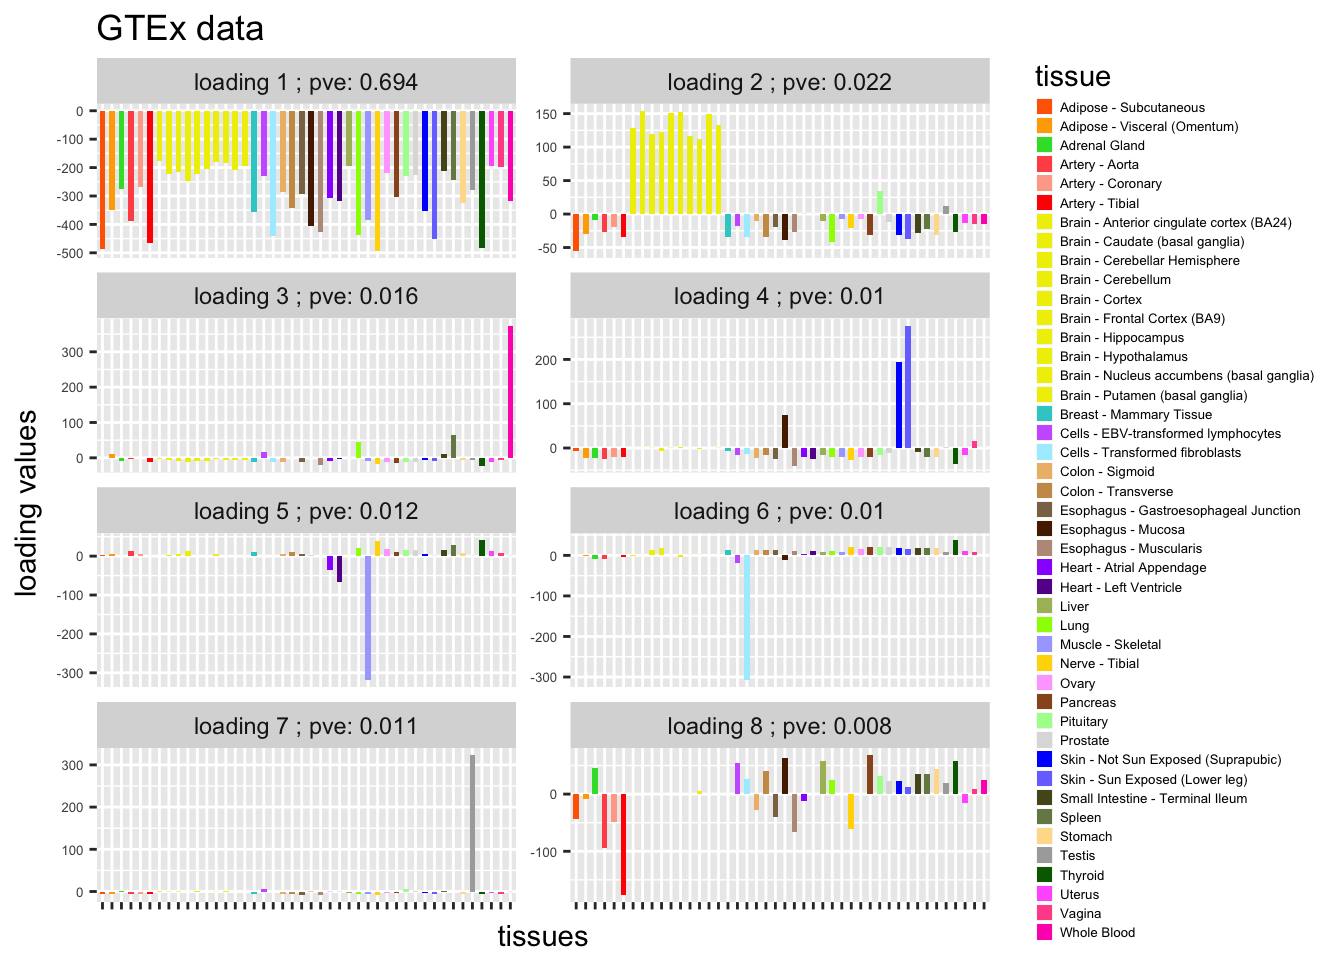 GTEx data
loading 1 ; pve: 0.694
0
-100
-200
-300
-400
-500
loading 2 ; pve: 0.022
150
100
50
0
-50
loading 3 ; pve: 0.016
300
200
100
0
loading 4 ; pve: 0.01
200
100
0
loading 5 ; pve: 0.012
0
-100
-200
-300
loading 6 ; pve: 0.01
0
-100
-200
-300
loading 7 ; pve: 0.011
300
200
100
0
loading 8 ; pve: 0.008
0
-100
loading values
tissues
tissue
Adipose - Subcutaneous
Adipose - Visceral (Omentum)
Adrenal Gland
Artery - Aorta
Artery - Coronary
Artery - Tibial
Brain - Anterior cingulate cortex (BA24)
Brain - Caudate (basal ganglia)
Brain - Cerebellar Hemisphere
Brain - Cerebellum
Brain - Cortex
Brain - Frontal Cortex (BA9)
Brain - Hippocampus
Brain - Hypothalamus
Brain - Nucleus accumbens (basal ganglia)
Brain - Putamen (basal ganglia)
Breast - Mammary Tissue
Cells - EBV-transformed lymphocytes
Cells - Transformed fibroblasts
Colon - Sigmoid
Colon - Transverse
Esophagus - Gastroesophageal Junction
Esophagus - Mucosa
Esophagus - Muscularis
Heart - Atrial Appendage
Heart - Left Ventricle
Liver
Lung
Muscle - Skeletal
Nerve - Tibial
Ovary
Pancreas
Pituitary
Prostate
Skin - Not Sun Exposed (Suprapubic)
Skin - Sun Exposed (Lower leg)
Small Intestine - Terminal Ileum
Spleen
Stomach
Testis
Thyroid
Uterus
Vagina
Whole Blood